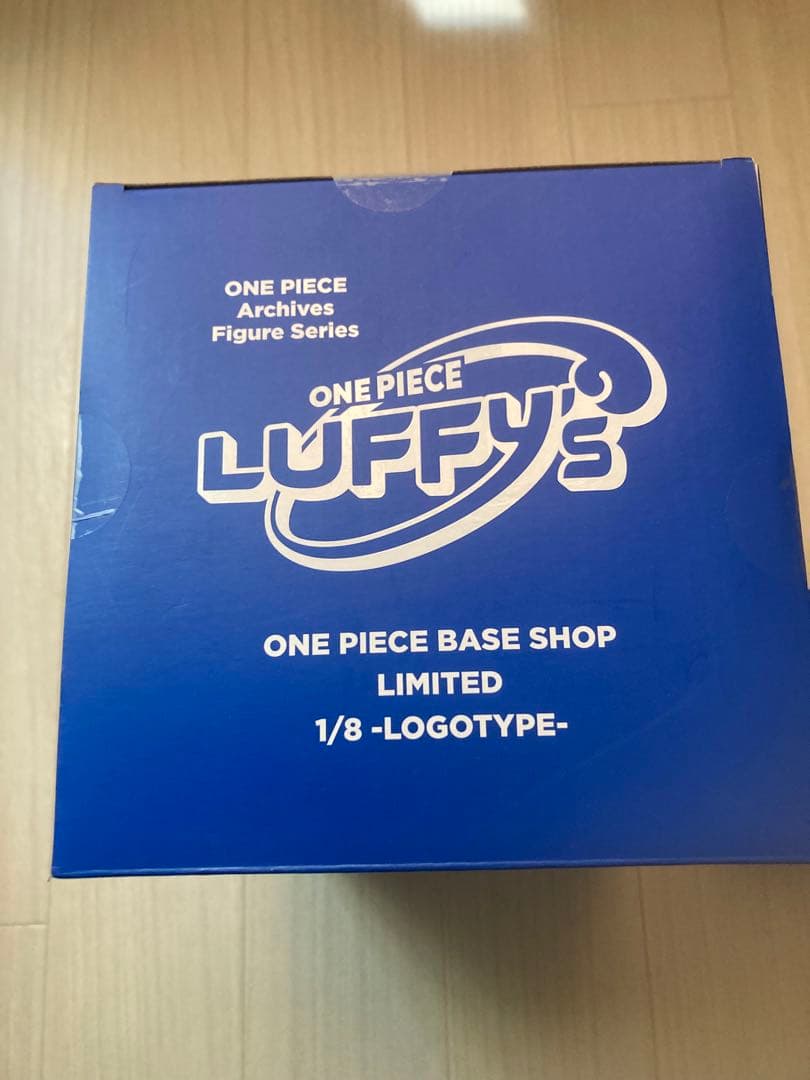 ONE PIECE
Archives
Figure Series
ONE PIECE
LUFFY's
ONE PIECE BASE SHOP
LIMITED
1/8 -LOGOTYPE-